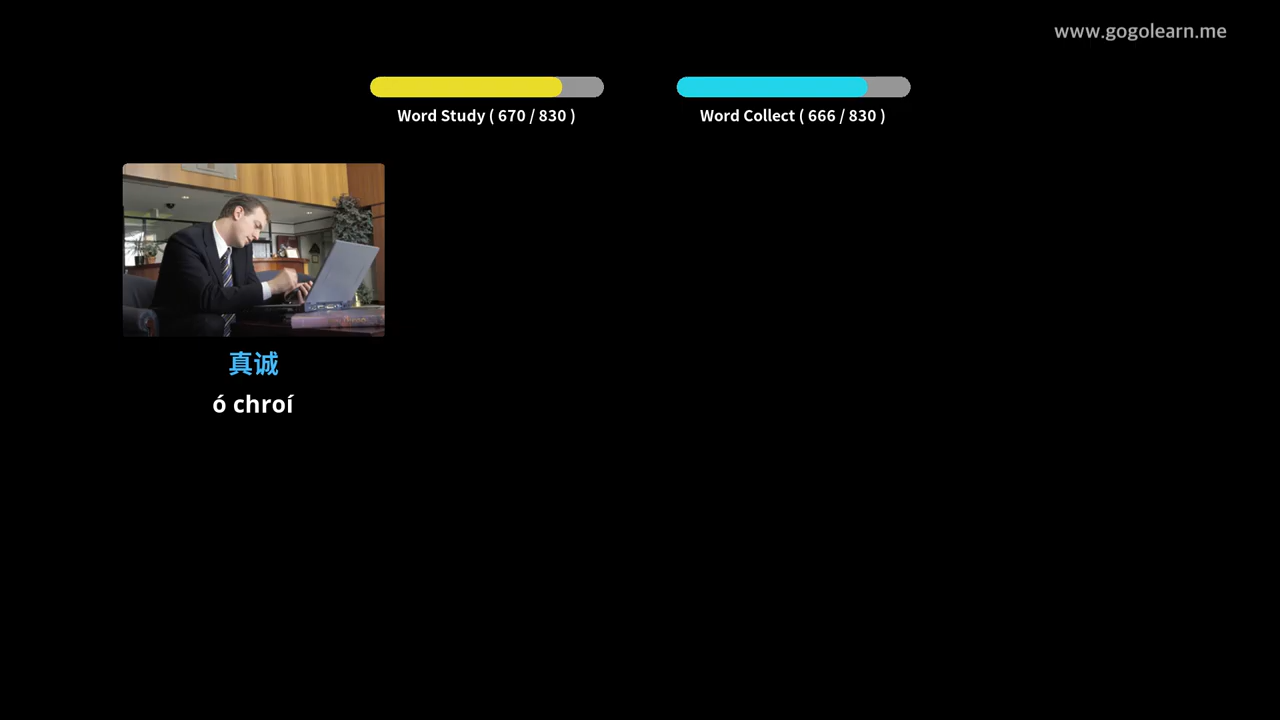 www.gogolearn.me
Word Study ( 670 / 830 )
Word Collect ( 666 / 830 )
真诚
ó chroí